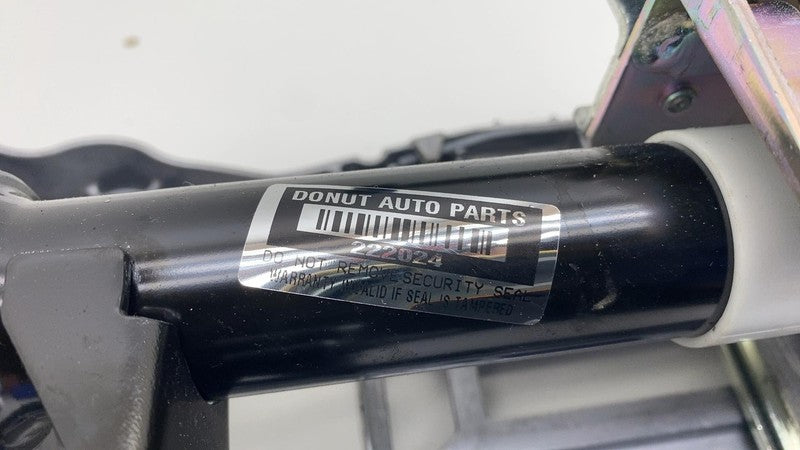 DONUT AUTO PARTS
222024
DO NOT REMOVE SECURITY SEAL
WARRANTY INVALID IF SEAL IS TAMPERED